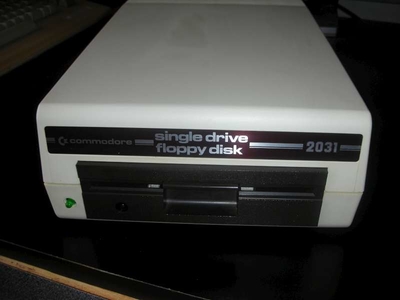 commodore
single drive
floppy disk
2031